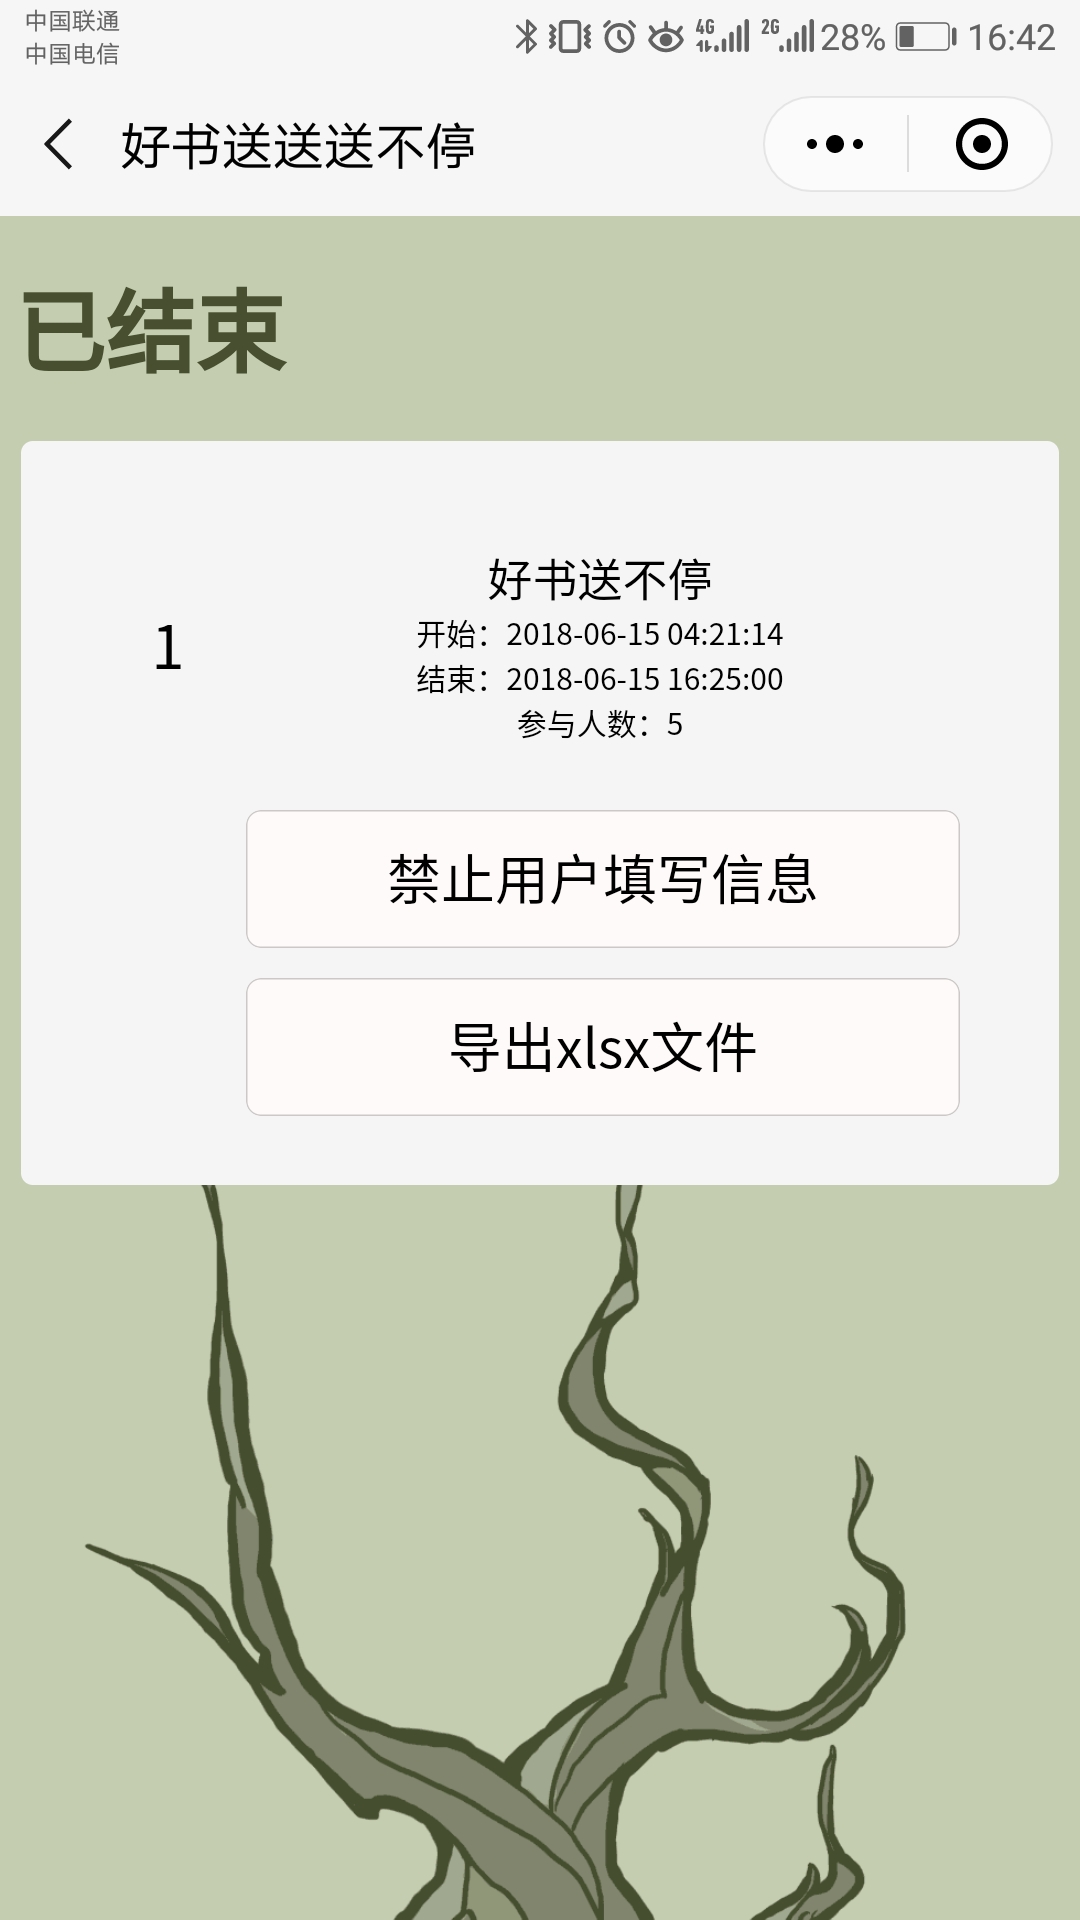 中国联通
中国电信
4G
2G
28%
16:42
好书送送送不停
已结束
1
好书送不停
开始：2018-06-15 04:21:14
结束：2018-06-15 16:25:00
参与人数：5
禁止用户填写信息
导出xlsx文件